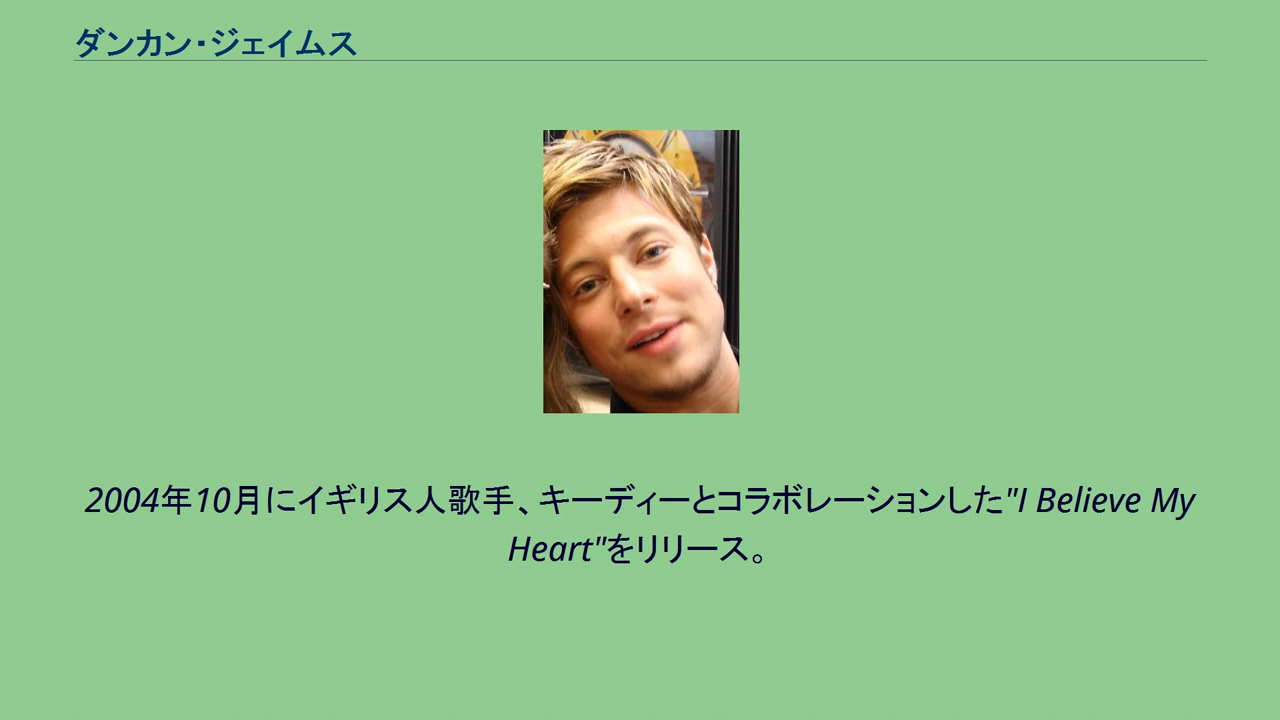 ダンカン・ジェイムス
2004年10月にイギリス人歌手、キーディーとコラボレーションした"I Believe My
Heart"をリリース。